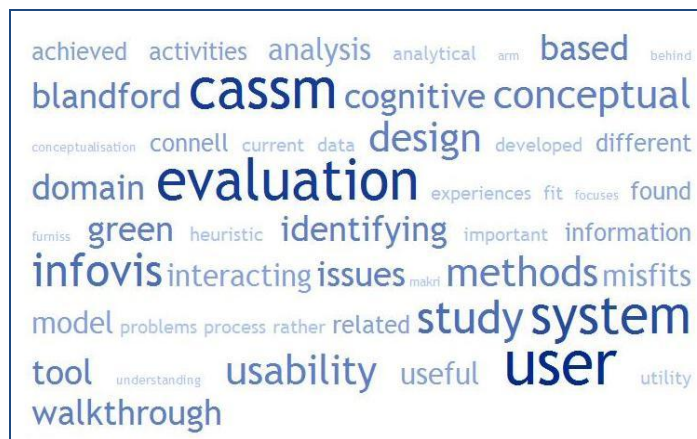 achieved activities analysis analytical arm based behind
blandford cassm cognitive conceptual
conceptualisation connell current data design developed different
domain evaluation experiences fit focuses found
furniss green heuristic identifying important information
infovis interacting issues makri methods misfits
model problems process rather related study system
tool understanding usability useful user utility
walkthrough